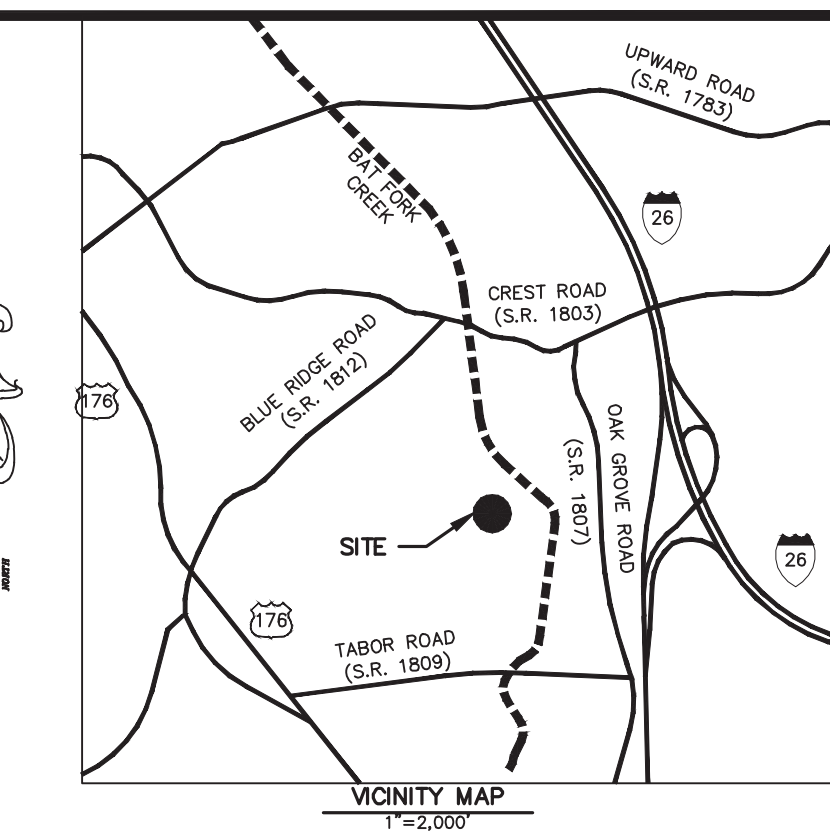 UPWARD ROAD
(S.R. 1783)
BAT FORK
CREEK
26
CREST ROAD
(S.R. 1803)
BLUE RIDGE ROAD
(S.R. 1812)
176
OAK GROVE ROAD
(S.R. 1807)
SITE
26
NORTH
176
TABOR ROAD
(S.R. 1809)
VICINITY MAP
1"=2,000'